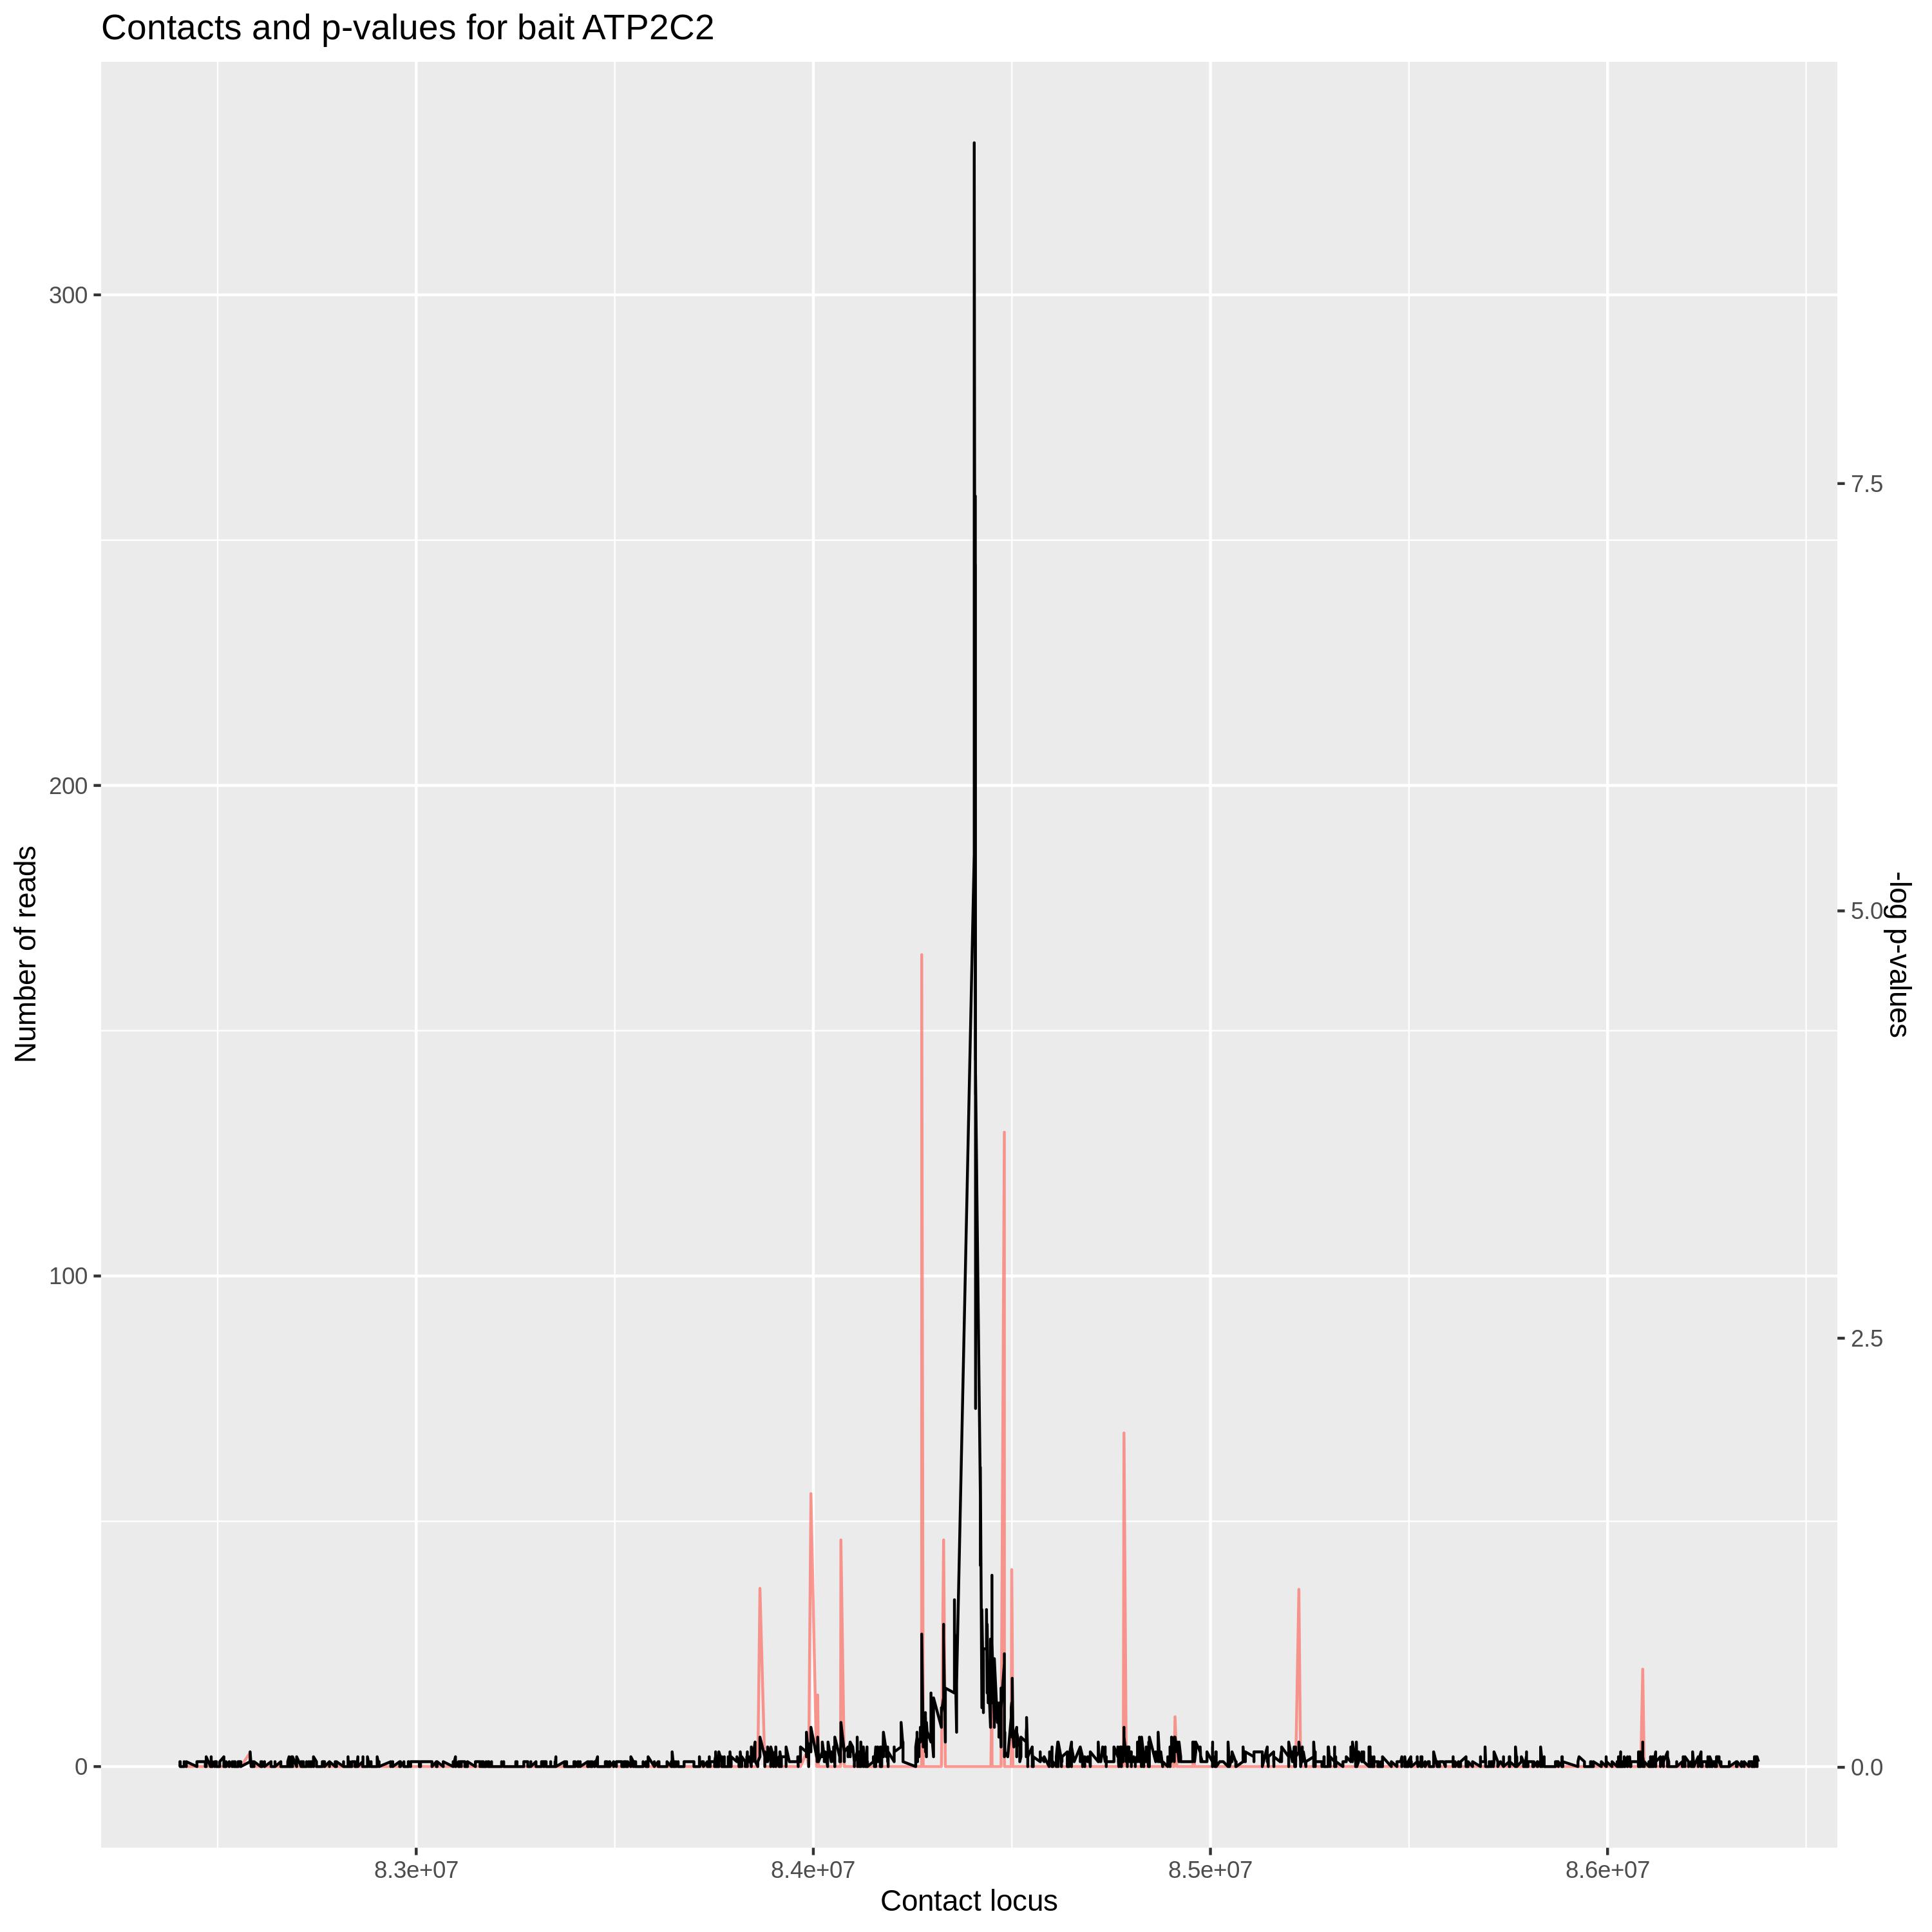 Contacts and p-values for bait ATP2C2
Number of reads
300
200
100
0
7.5
5.0
2.5
0.0
-log p-values
8.3e+07
8.4e+07
8.5e+07
8.6e+07
Contact locus